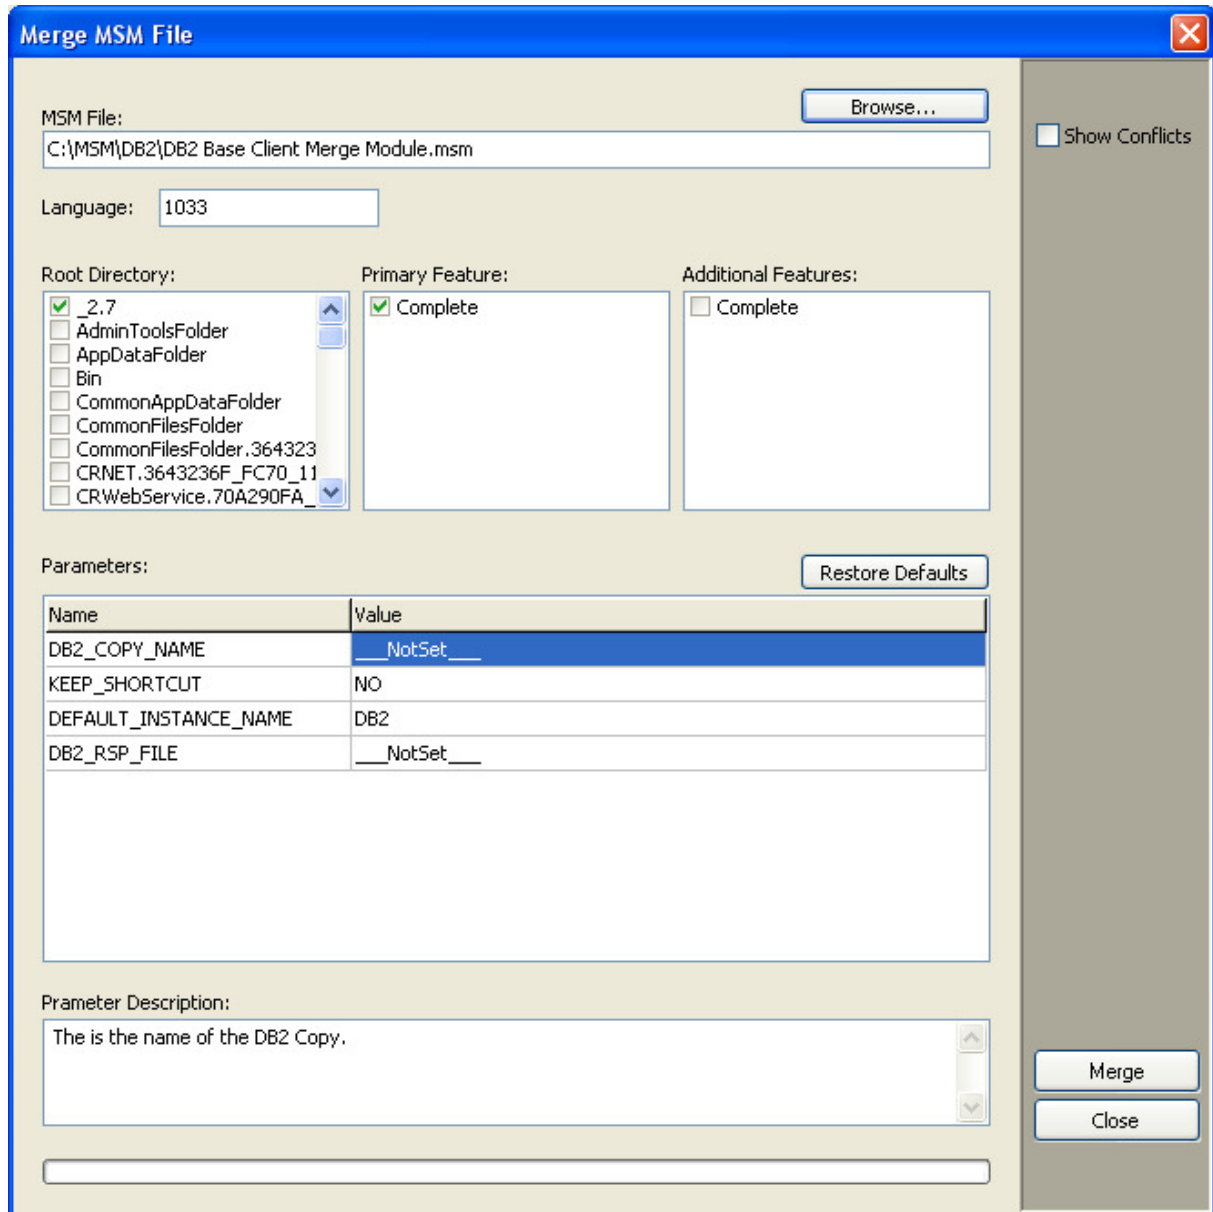 Merge MSM File
Browse...
MSM File:
C:\MSM\DB2\DB2 Base Client Merge Module.msm
Show Conflicts
Language: 1033
Root Directory: Primary Feature: Additional Features:
_2.7
AdminToolsFolder
AppDataFolder
Bin
CommonAppDataFolder
CommonFilesFolder
CommonFilesFolder.364323
CRNET.3643236F_FC70_11
CRWebService.70A290FA_
Complete
Complete
Parameters:
Restore Defaults
Name Value
DB2_COPY_NAME ___NotSet___
KEEP_SHORTCUT NO
DEFAULT_INSTANCE_NAME DB2
DB2_RSP_FILE ___NotSet___
Prameter Description:
The is the name of the DB2 Copy.
Merge
Close